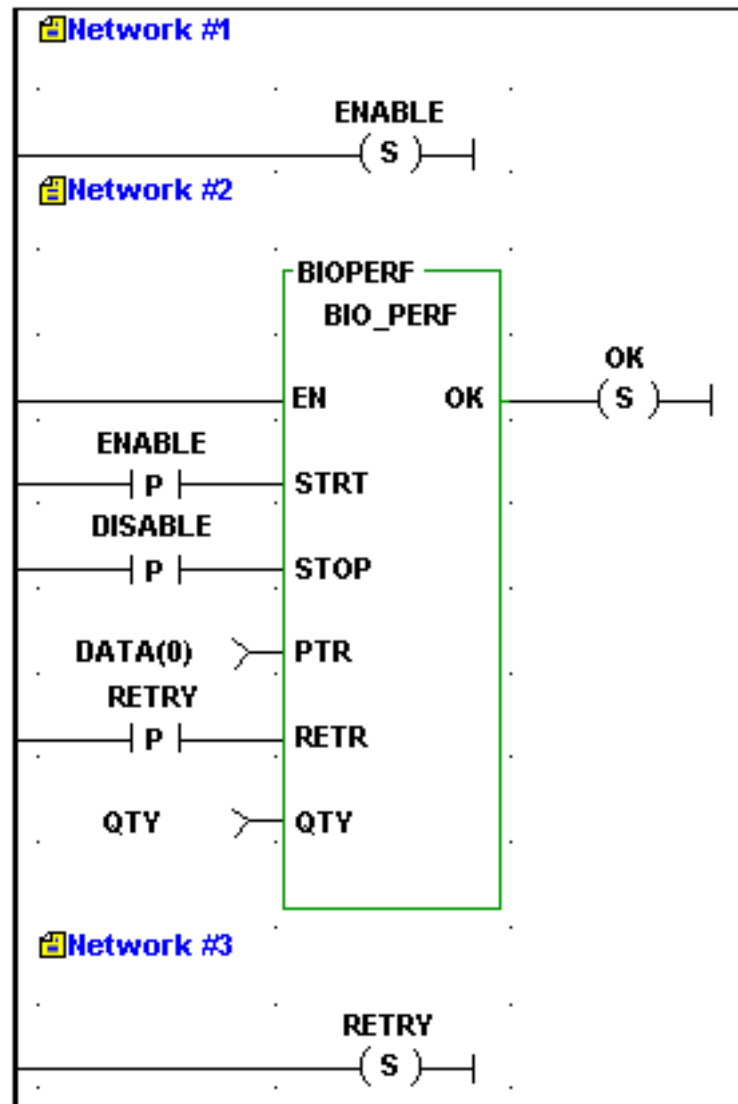 Network #1
ENABLE
( S )
Network #2
BIOPERF
BIO_PERF
OK
EN OK ( S )
ENABLE
P STRT
DISABLE
P STOP
DATA(0) PTR
RETRY
P RETR
QTY QTY
Network #3
RETRY
( S )